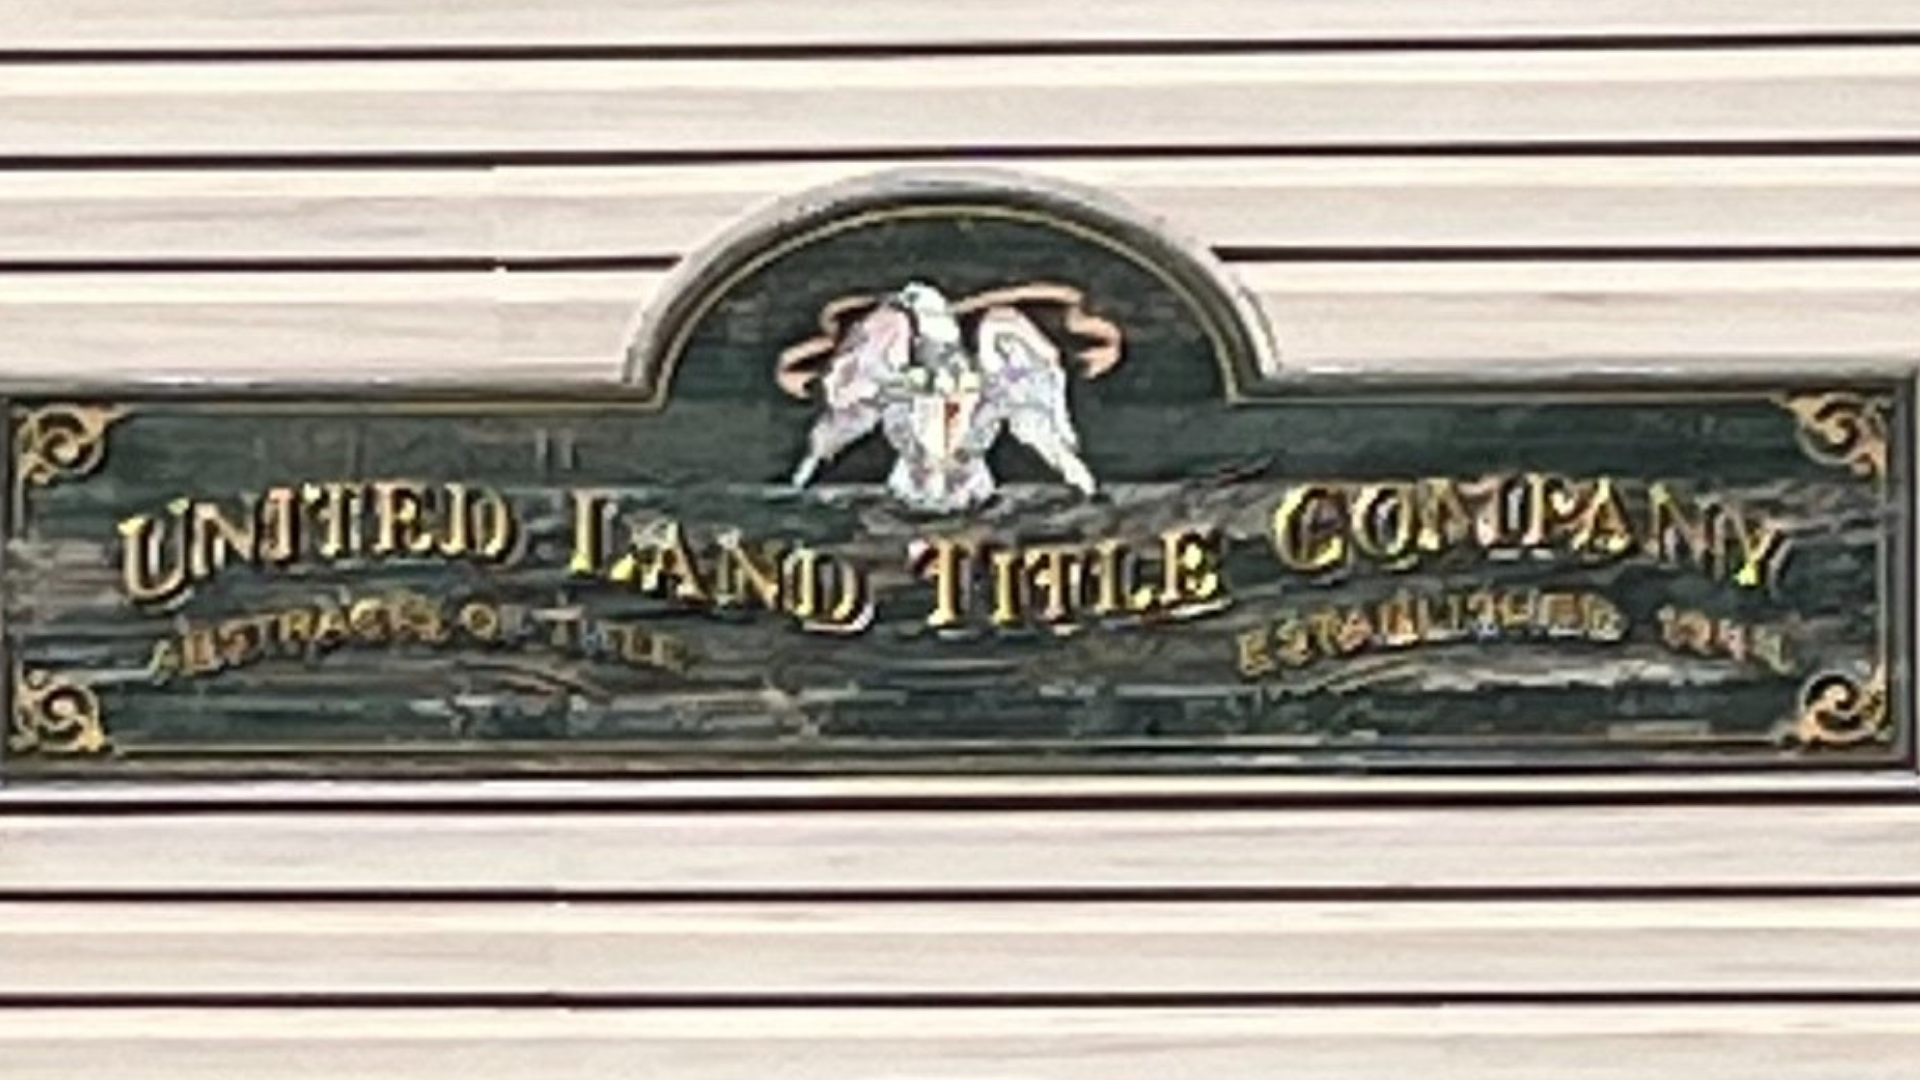 UNITED LAND TITLE COMPANY
ABSTRACTS OF TITLE
ESTABLISHED